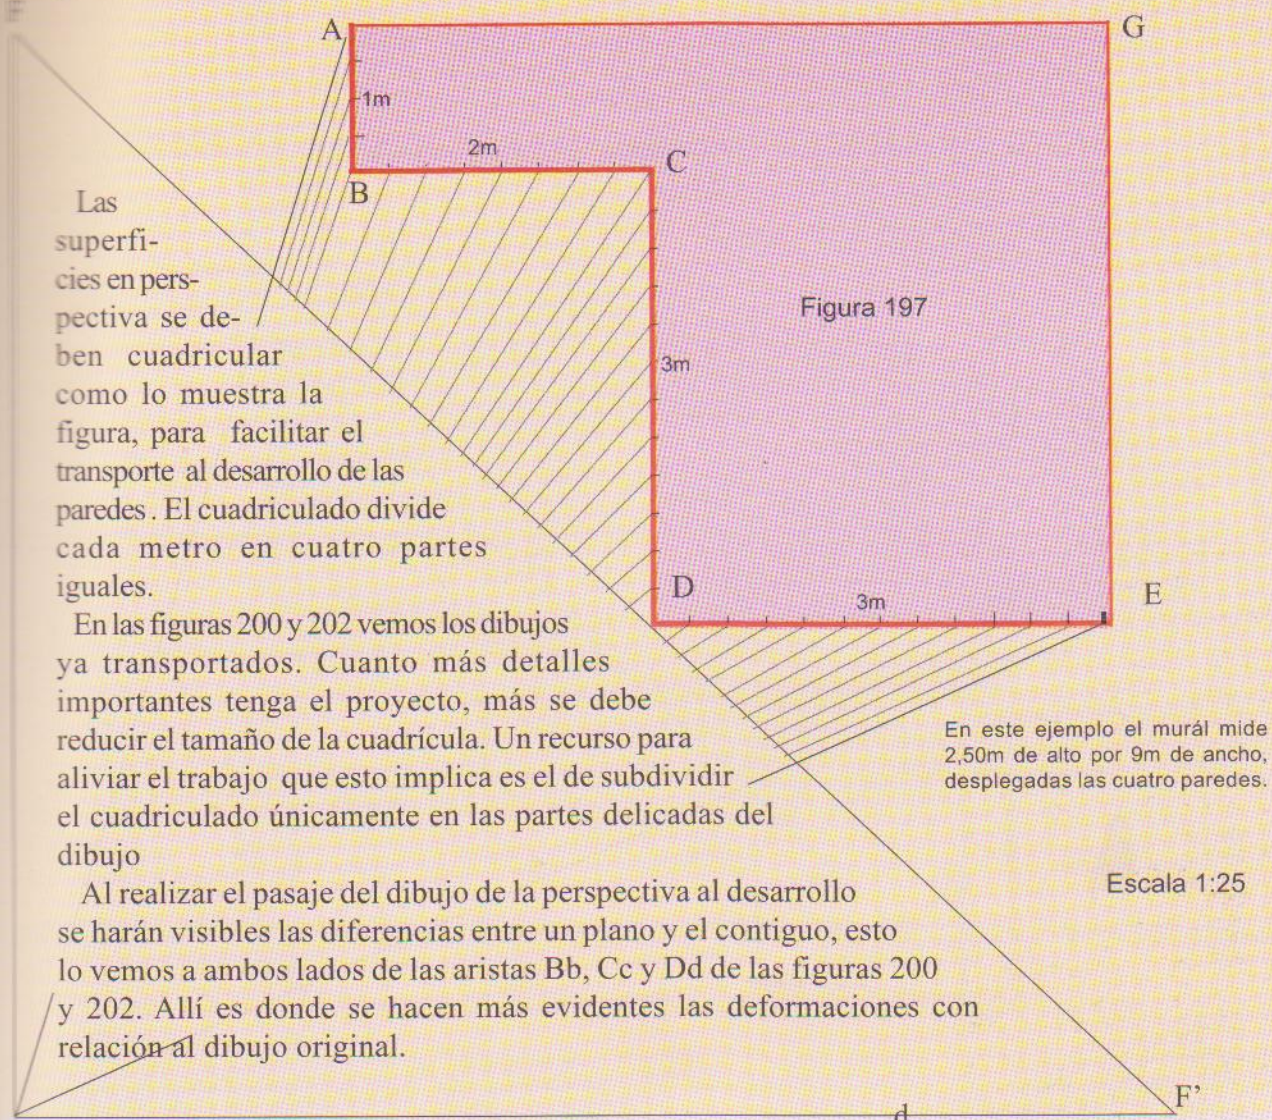 A
G
1m
2m
C
B
Figura 197
3m
D
3m
E
Las
superfi-
cies en pers-
pectiva se de-
ben cuadricular
como lo muestra la
figura, para facilitar el
transporte al desarrollo de las
paredes . El cuadriculado divide
cada metro en cuatro partes
iguales.
En las figuras 200 y 202 vemos los dibujos
ya transportados. Cuanto más detalles
importantes tenga el proyecto, más se debe
reducir el tamaño de la cuadrícula. Un recurso para
aliviar el trabajo que esto implica es el de subdividir
el cuadriculado únicamente en las partes delicadas del
dibujo
Al realizar el pasaje del dibujo de la perspectiva al desarrollo
se harán visibles las diferencias entre un plano y el contiguo, esto
lo vemos a ambos lados de las aristas Bb, Cc y Dd de las figuras 200
y 202. Allí es donde se hacen más evidentes las deformaciones con
relación al dibujo original.
En este ejemplo el murál mide
2,50m de alto por 9m de ancho,
desplegadas las cuatro paredes.
Escala 1:25
F’
d